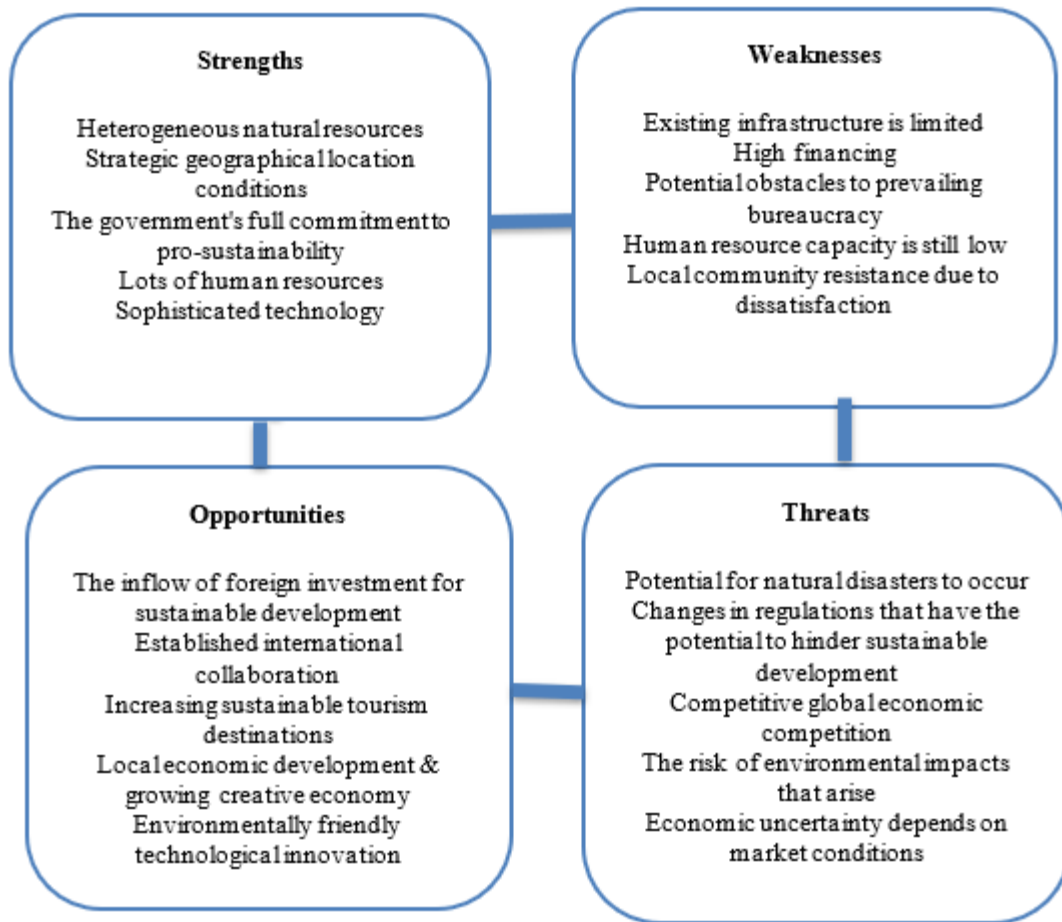 Strengths
Heterogeneous natural resources
Strategic geographical location
conditions
The government's full commitment to
pro-sustainability
Lots of human resources
Sophisticated technology
Weaknesses
Existing infrastructure is limited
High financing
Potential obstacles to prevailing
bureaucracy
Human resource capacity is still low
Local community resistance due to
dissatisfaction
Opportunities
The inflow of foreign investment for
sustainable development
Established international
collaboration
Increasing sustainable tourism
destinations
Local economic development &
growing creative economy
Environmentally friendly
technological innovation
Threats
Potential for natural disasters to occur
Changes in regulations that have the
potential to hinder sustainable
development
Competitive global economic
competition
The risk of environmental impacts
that arise
Economic uncertainty depends on
market conditions